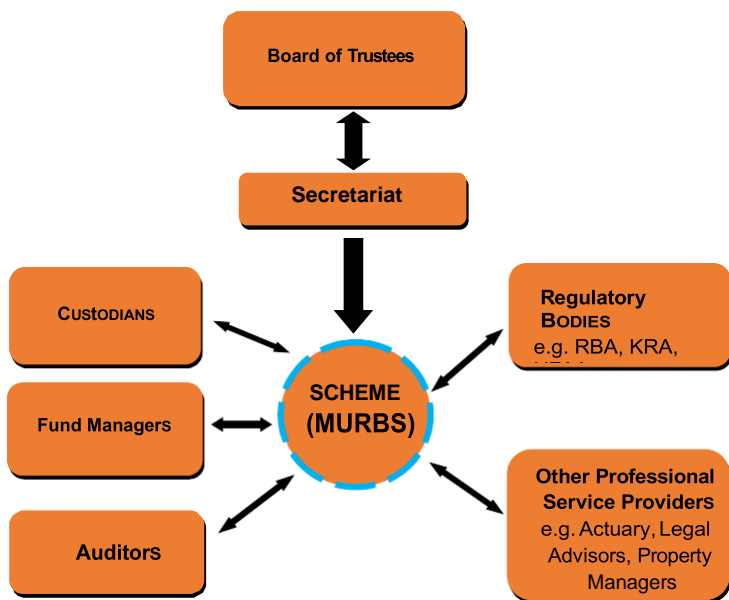 Board of Trustees
Secretariat
CUStODIANS
Regulatory
BODIES
e.g. RBA, KRA,
SCHEME
(MURBS)
Fund Managers
Other Professional
Service Providers
e.g. Actuary, Legal
Advisors, Property
Managers
Auditors